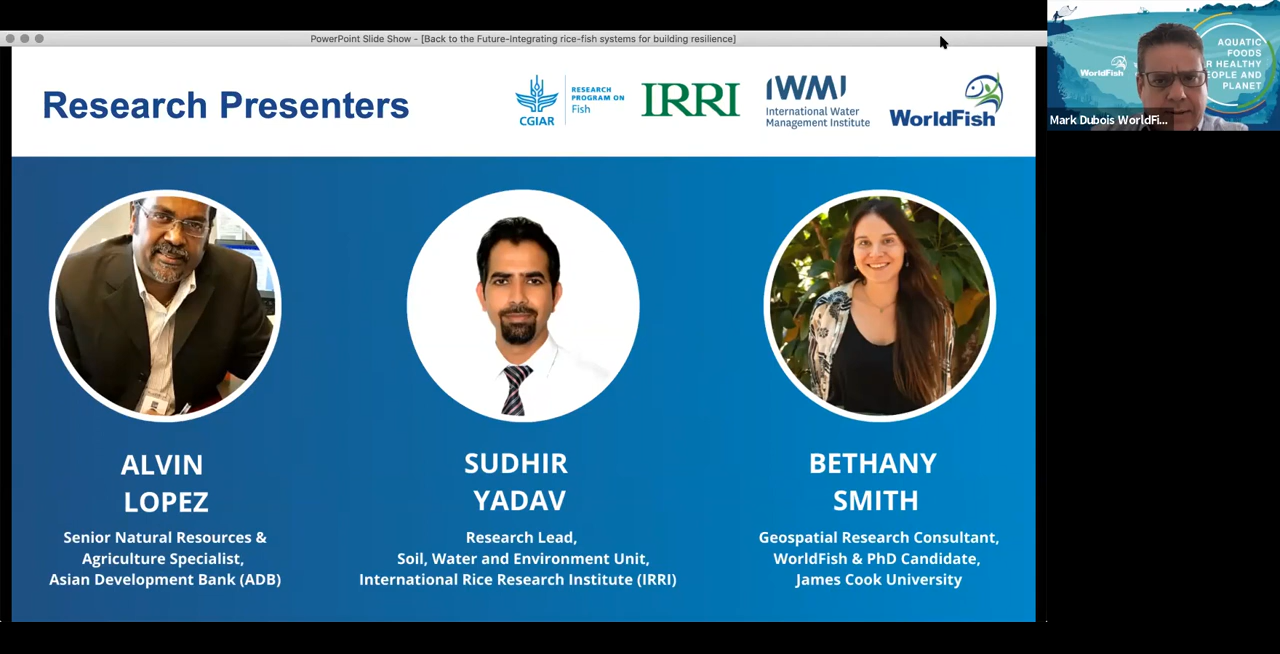 PowerPoint Slide Show - [Back to the Future-Integrating rice-fish systems for building resilience]
Research Presenters
CGIAR
RESEARCH
PROGRAM ON
Fish
IRRI
IWMI
International Water
Management Institute
WorldFish
ALVIN
LOPEZ
Senior Natural Resources &
Agriculture Specialist,
Asian Development Bank (ADB)
SUDHIR
YADAV
Research Lead,
Soil, Water and Environment Unit,
International Rice Research Institute (IRRI)
BETHANY
SMITH
Geospatial Research Consultant,
WorldFish & PhD Candidate,
James Cook University
WorldFish
AQUATIC
FOODS
R HEALTHY
EOPLE AND
PLANET
Mark Dubois WorldFi...